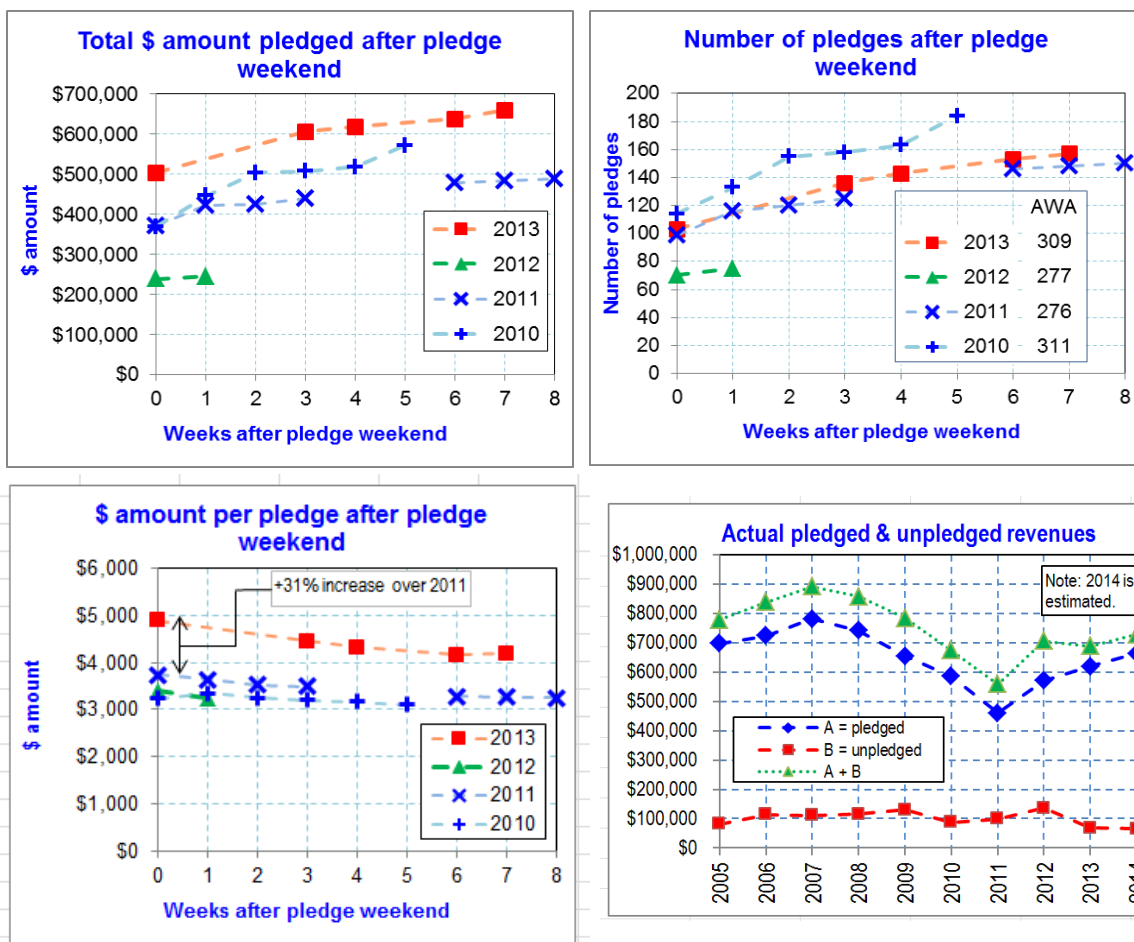 Total $ amount pledged after pledge
weekend
$700,000
$600,000
$500,000
$400,000
$300,000
$200,000
$100,000
$0
$ amount
2013
2012
2011
2010
0 1 2 3 4 5 6 7 8
Weeks after pledge weekend
Number of pledges after pledge
weekend
200
180
160
140
120
100
80
60
40
20
0
Number of pledges
AWA
2013 309
2012 277
2011 276
2010 311
0 1 2 3 4 5 6 7 8
Weeks after pledge weekend
$ amount per pledge after pledge
weekend
$6,000
$5,000
$4,000
$3,000
$2,000
$1,000
$0
$ amount
+31% increase over 2011
2013
2012
2011
2010
0 1 2 3 4 5 6 7 8
Weeks after pledge weekend
Actual pledged & unpledged revenues
$1,000,000
$900,000
$800,000
$700,000
$600,000
$500,000
$400,000
$300,000
$200,000
$100,000
$0
Note: 2014 is
estimated.
A = pledged
B = unpledged
A + B
2005 2006 2007 2008 2009 2010 2011 2012 2013 2014